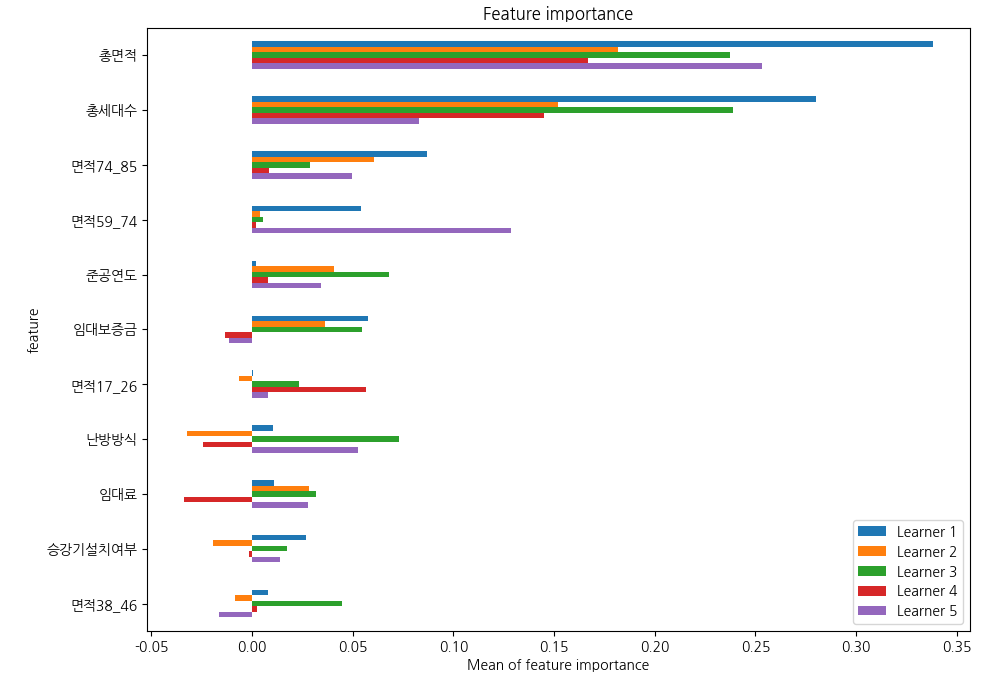 Feature importance
총면적
총세대수
면적74_85
면적59_74
준공연도
임대보증금
면적17_26
난방방식
임대료
승강기설치여부
면적38_46
feature
Learner 1
Learner 2
Learner 3
Learner 4
Learner 5
-0.05 0.00 0.05 0.10 0.15 0.20 0.25 0.30 0.35
Mean of feature importance